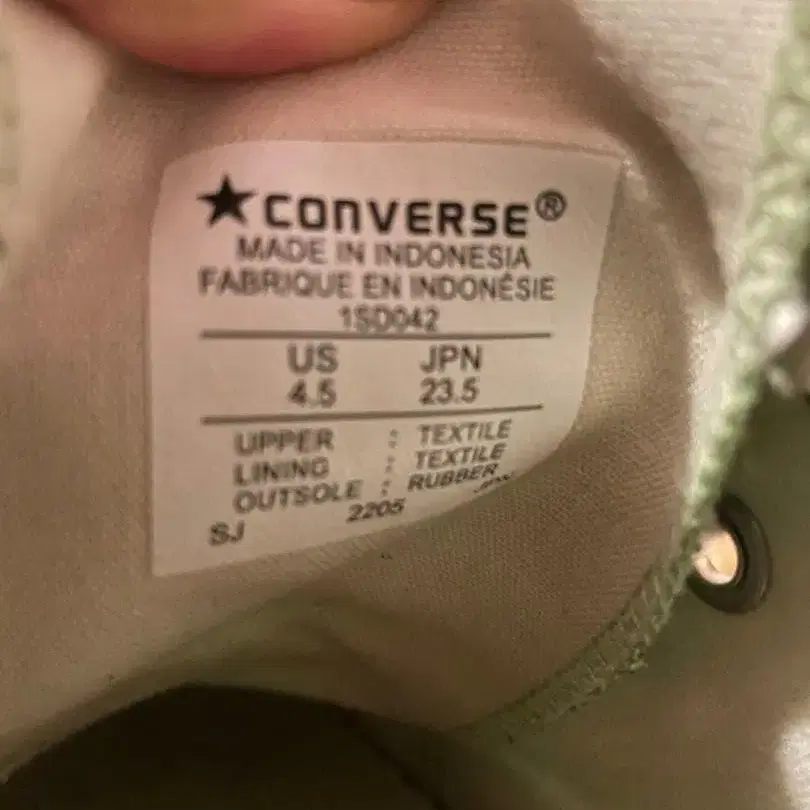 ★CONVERSE®
MADE IN INDONESIA
FABRIQUE EN INDONÉSIE
1SD042
US JPN
4.5 23.5
UPPER : TEXTILE
LINING : TEXTILE
OUTSOLE : RUBBER
SJ 2205